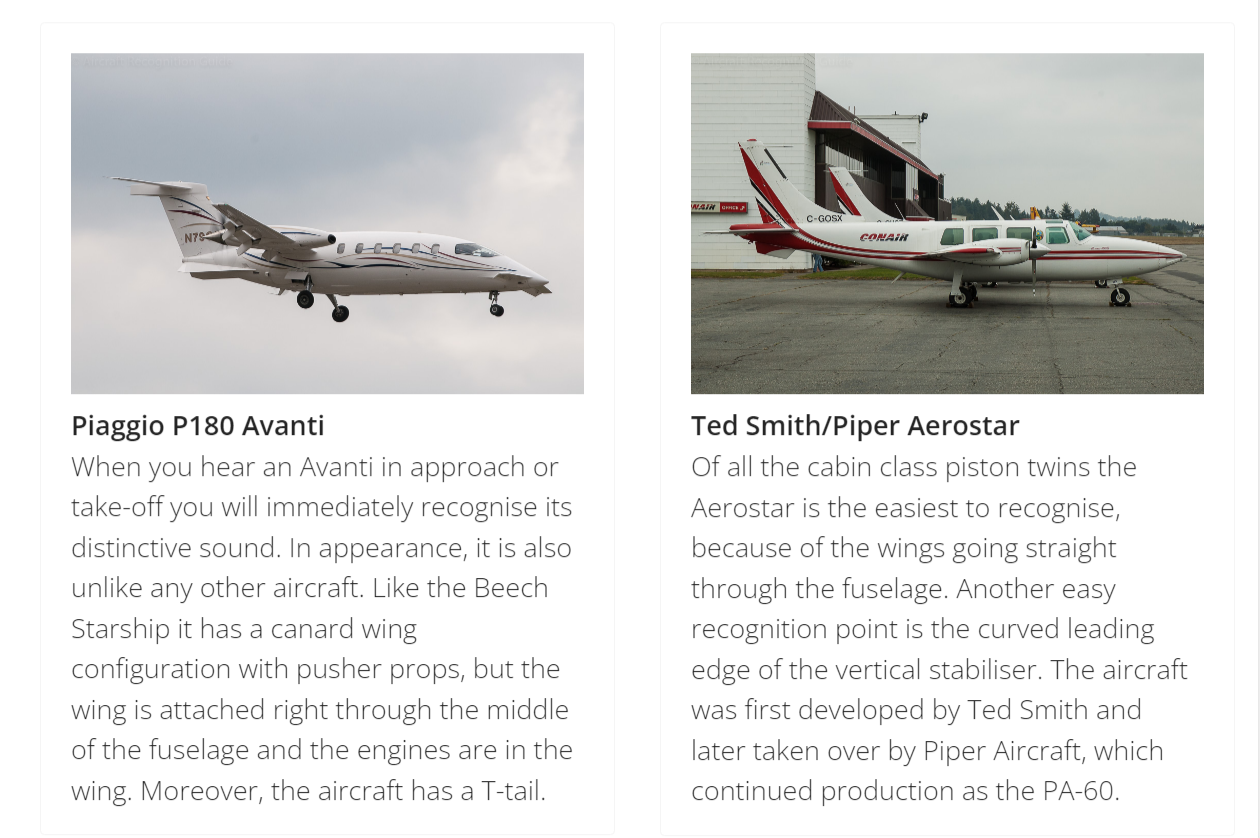 N79
Piaggio P180 Avanti
When you hear an Avanti in approach or
take-off you will immediately recognise its
distinctive sound. In appearance, it is also
unlike any other aircraft. Like the Beech
Starship it has a canard wing
configuration with pusher props, but the
wing is attached right through the middle
of the fuselage and the engines are in the
wing. Moreover, the aircraft has a T-tail.
C-GOSX
CONAIR
OFFICE
Ted Smith/Piper Aerostar
Of all the cabin class piston twins the
Aerostar is the easiest to recognise,
because of the wings going straight
through the fuselage. Another easy
recognition point is the curved leading
edge of the vertical stabiliser. The aircraft
was first developed by Ted Smith and
later taken over by Piper Aircraft, which
continued production as the PA-60.